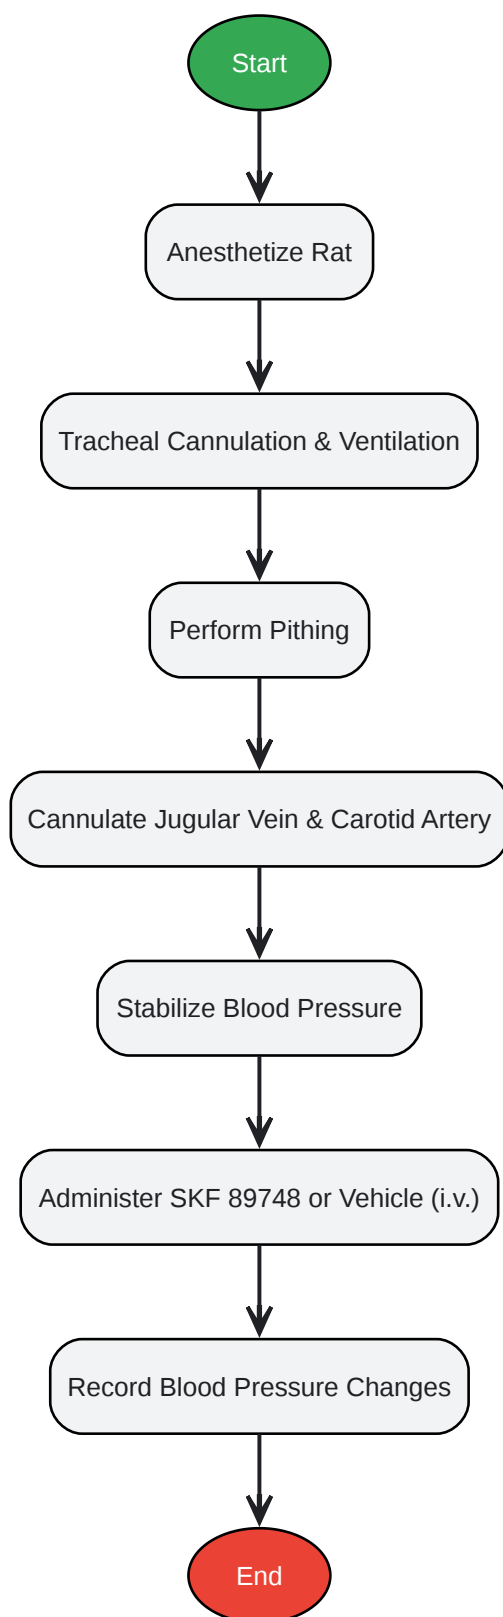 Start
Anesthetize Rat
Tracheal Cannulation & Ventilation
Perform Pithing
Cannulate Jugular Vein & Carotid Artery
Stabilize Blood Pressure
Administer SKF 89748 or Vehicle (i.v.)
Record Blood Pressure Changes
End